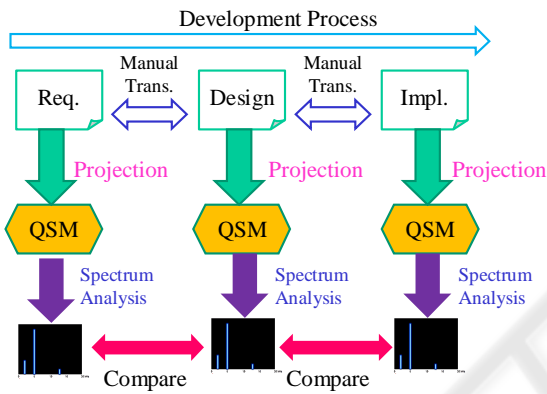 Development Process
Manual Trans.
Manual Trans.
Req.
Design
Impl.
Projection
Projection
Projection
QSM
QSM
QSM
Spectrum Analysis
Spectrum Analysis
Spectrum Analysis
Compare
Compare